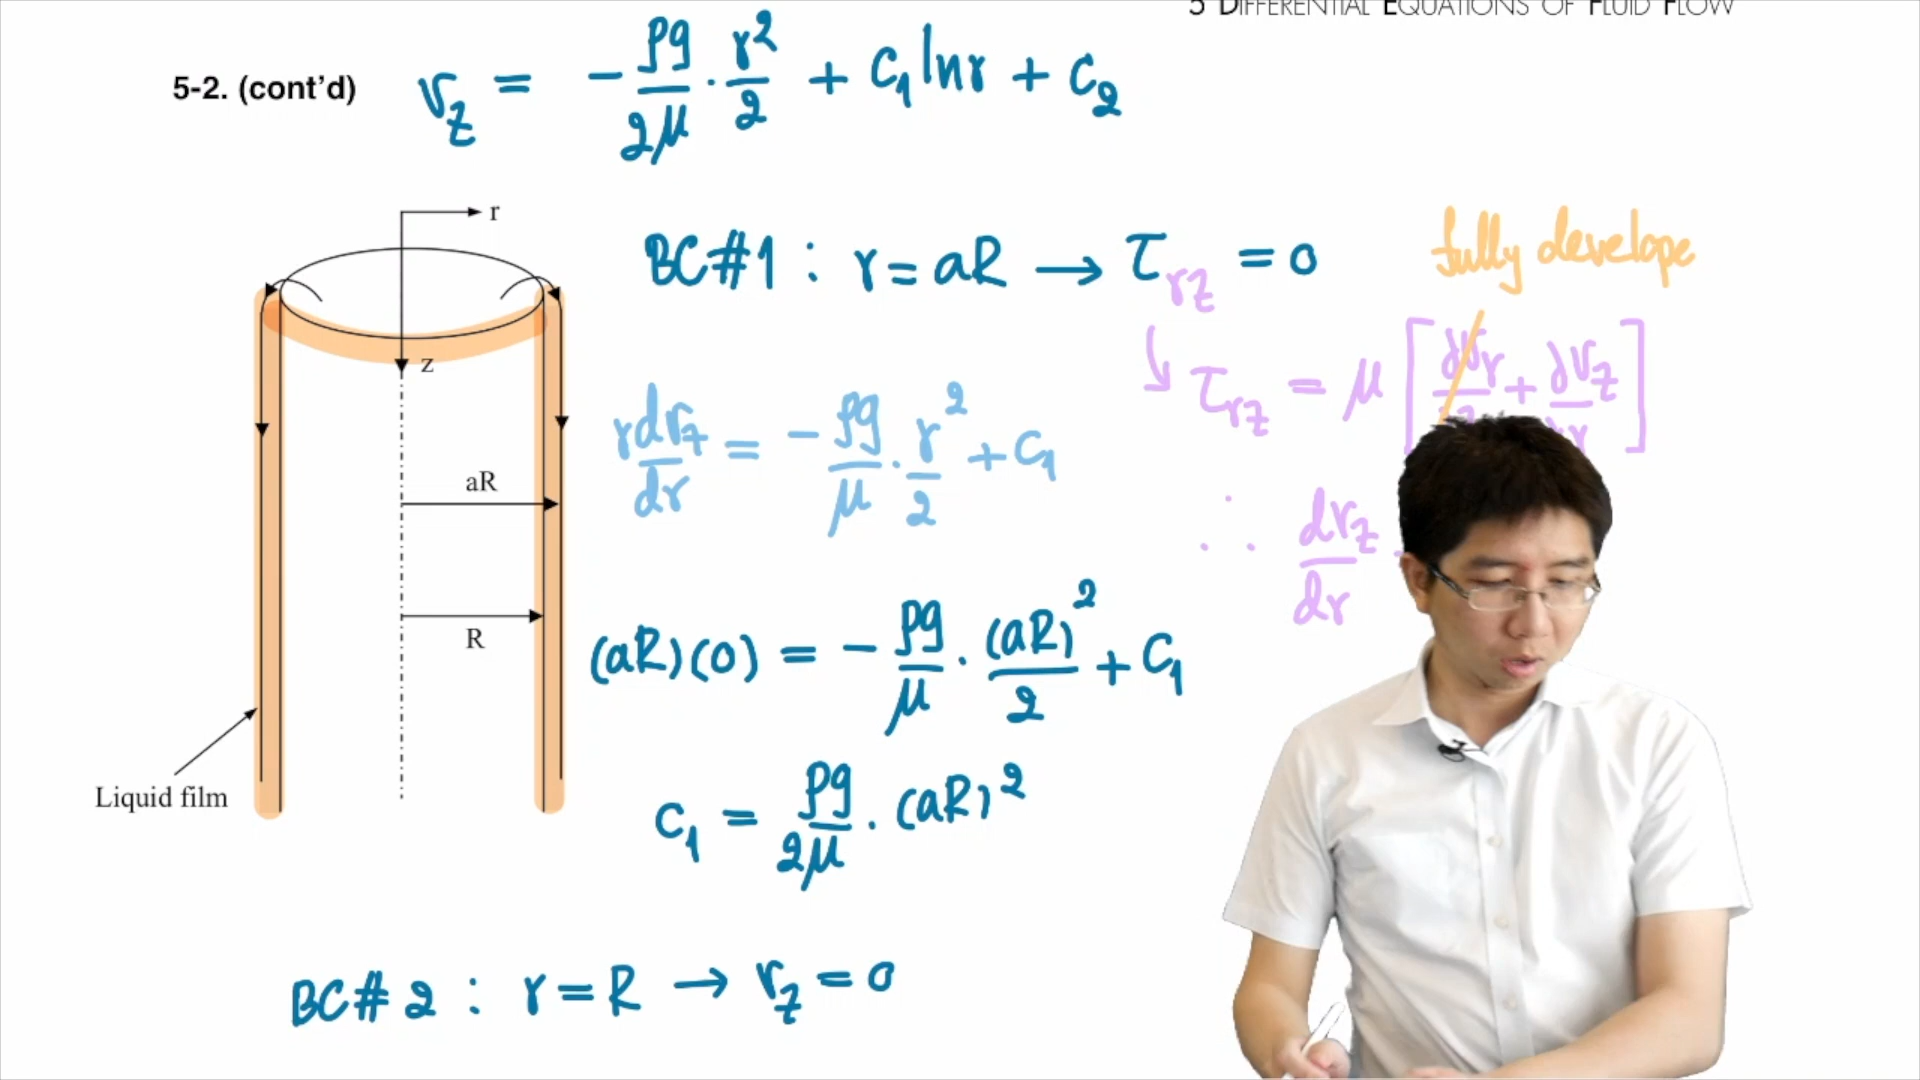 5 DIFFERENTIAL EQUATIONS OF FLUID FLOW
5-2. (cont'd)
v_z = - ρg/2μ · r²/2 + C₁ ln r + C₂
r
z
aR
R
Liquid film
BC#1 : r = aR → τ_rz = 0
fully develope
↳ τ_rz = μ [ ∂v_r/ + ∂v_z/∂r ]
r dv_z/dr = - ρg/μ · r²/2 + C₁
∴ dv_z/dr
(aR)(0) = - ρg/μ · (aR)²/2 + C₁
C₁ = ρg/2μ · (aR)²
BC#2 : r = R → v_z = 0